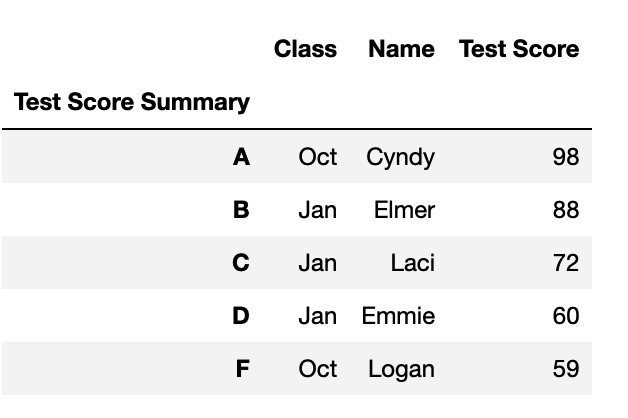 Class Name Test Score
Test Score Summary
A Oct Cyndy 98
B Jan Elmer 88
C Jan Laci 72
D Jan Emmie 60
F Oct Logan 59